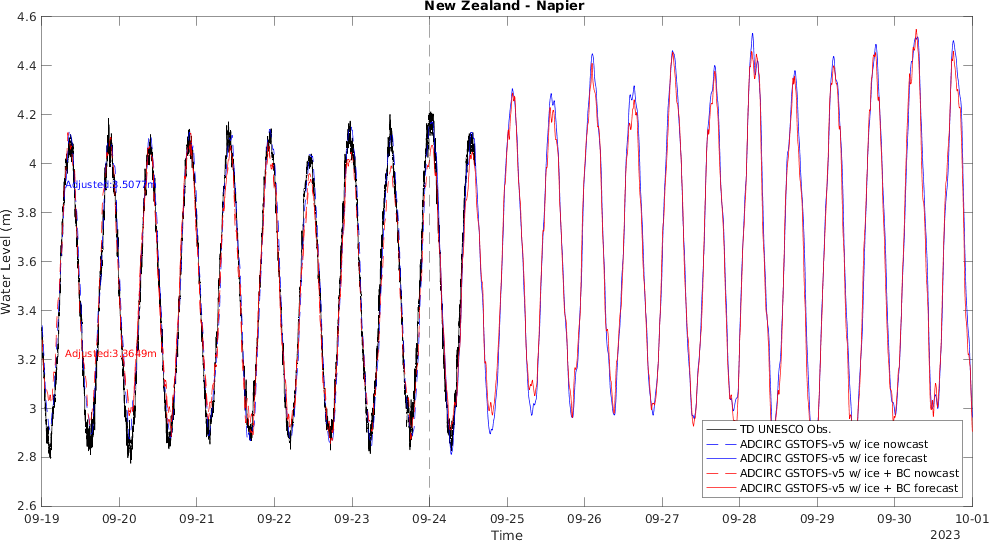 New Zealand - Napier
4.6
4.4
4.2
4
3.8
3.6
3.4
3.2
3
2.8
2.6
Water Level (m)
Adjusted:3.5077m
Adjusted:3.3649m
TD UNESCO Obs.
ADCIRC GSTOFS-v5 w/ ice nowcast
ADCIRC GSTOFS-v5 w/ ice forecast
ADCIRC GSTOFS-v5 w/ ice + BC nowcast
ADCIRC GSTOFS-v5 w/ ice + BC forecast
09-19 09-20 09-21 09-22 09-23 09-24 09-25 09-26 09-27 09-28 09-29 09-30 10-01
Time
2023